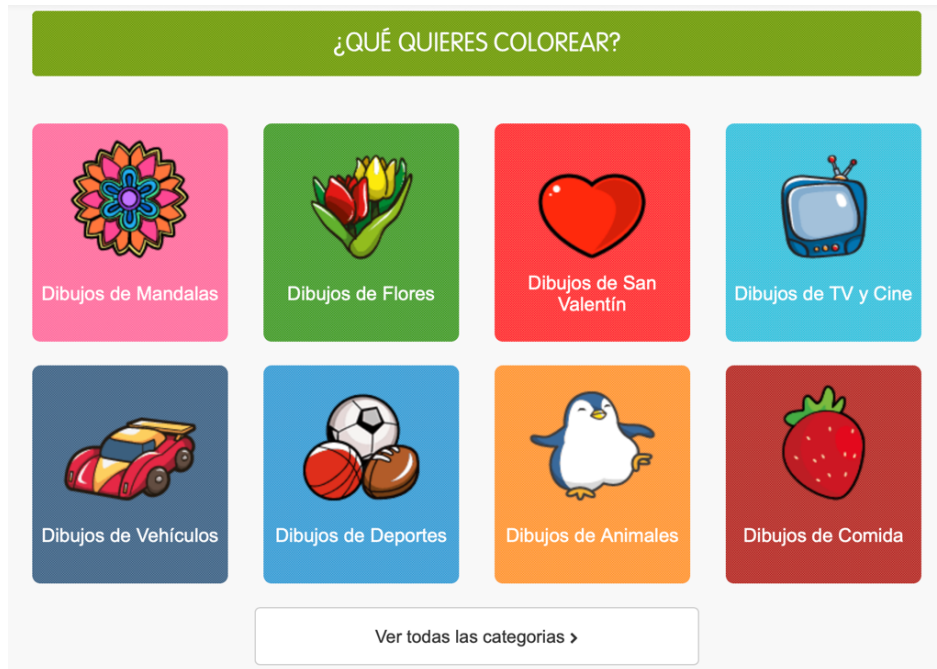 ¿QUÉ QUIERES COLOREAR?
Dibujos de Mandalas
Dibujos de Flores
Dibujos de San
Valentín
Dibujos de TV y Cine
Dibujos de Vehículos
Dibujos de Deportes
Dibujos de Animales
Dibujos de Comida
Ver todas las categorias ›